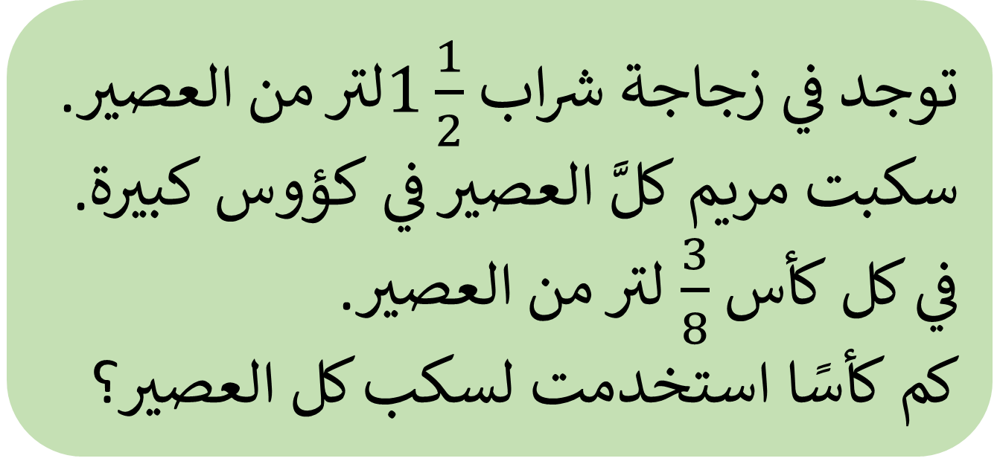 توجد في زجاجة شراب 1 1/2 لتر من العصير.
سكبت مريم كلَّ العصير في كؤوس كبيرة.
في كل كأس 3/8 لتر من العصير.
كم كأسًا استخدمت لسكب كل العصير؟